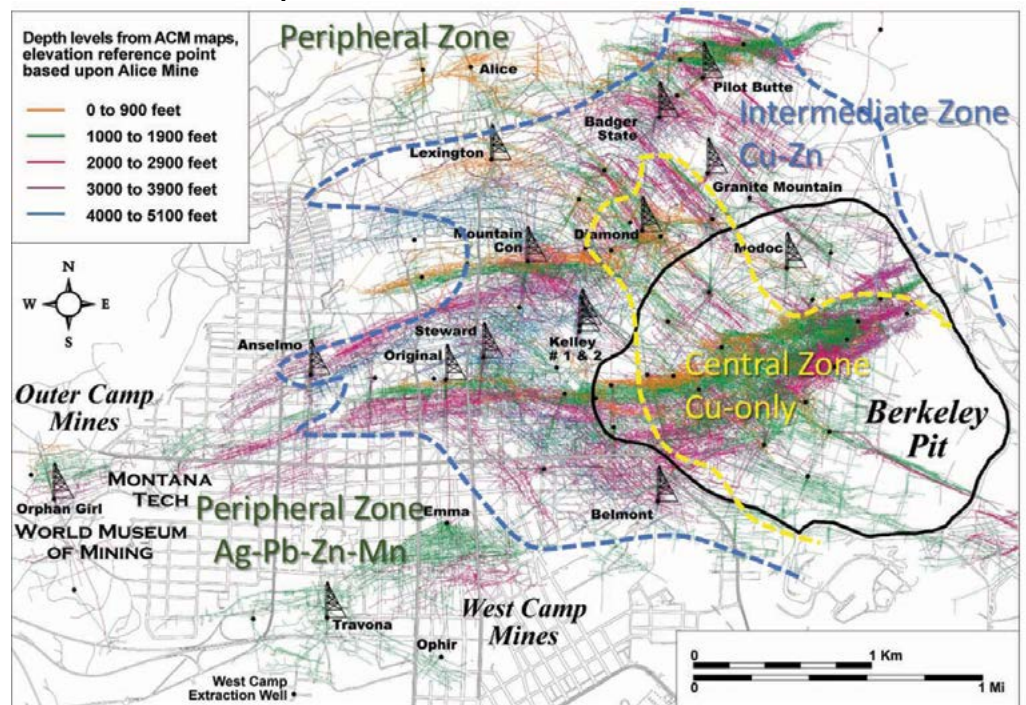 Depth levels from ACM maps,
elevation reference point
based upon Alice Mine
0 to 900 feet
1000 to 1900 feet
2000 to 2900 feet
3000 to 3900 feet
4000 to 5100 feet
Peripheral Zone
Alice
Pilot Butte
Badger
State
Intermediate Zone
Cu-Zn
Lexington
Granite Mountain
Mountain
Con
Diamond
Modoc
N
W
E
S
Steward
Anselmo
Original
Kelley
# 1 & 2
Central Zone
Cu-only
Berkeley
Pit
Outer Camp
Mines
MONTANA
TECH
Orphan Girl
WORLD MUSEUM
OF MINING
Peripheral Zone
Emma
Ag-Pb-Zn-Mn
Belmont
West Camp
Mines
Travona
Ophir
West Camp
Extraction Well
0
1 Km
0
1 Mi